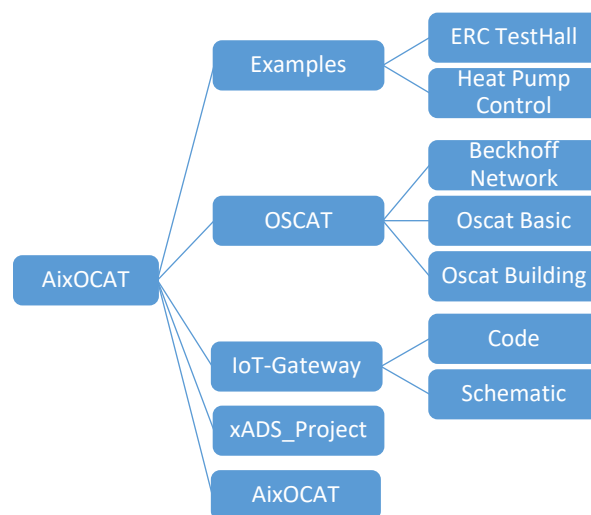 AixOCAT
Examples
ERC TestHall
Heat Pump
Control
OSCAT
Beckhoff
Network
Oscat Basic
Oscat Building
IoT-Gateway
Code
Schematic
xADS_Project
AixOCAT